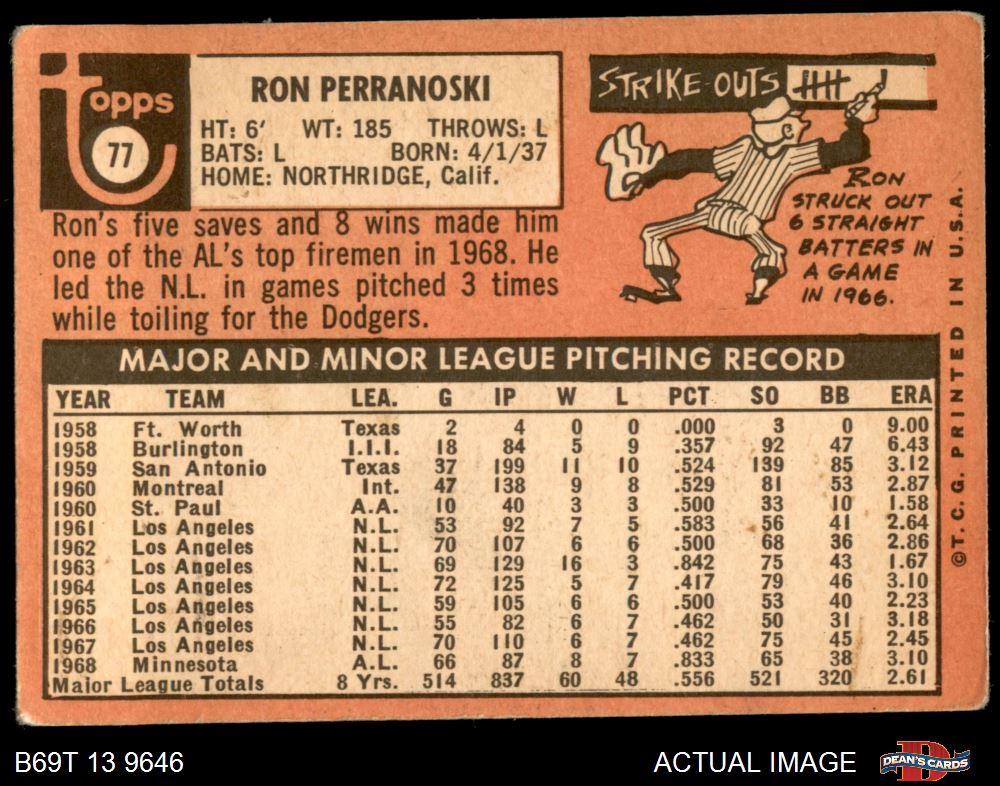 Topps
77
RON PERRANOSKI
HT: 6' WT: 185 THROWS: L
BATS: L BORN: 4/1/37
HOME: NORTHRIDGE, Calif.
STRIKE-OUTS
RON
STRUCK OUT
6 STRAIGHT
BATTERS IN
A GAME
IN 1966.
Ron's five saves and 8 wins made him
one of the AL's top firemen in 1968. He
led the N.L. in games pitched 3 times
while toiling for the Dodgers.
MAJOR AND MINOR LEAGUE PITCHING RECORD
YEAR TEAM LEA. G IP W L PCT SO BB ERA
1958 Ft. Worth Texas 2 4 0 0 .000 3 0 9.00
1958 Burlington I.I.I. 18 84 5 9 .357 92 47 6.43
1959 San Antonio Texas 37 199 11 10 .524 139 85 3.12
1960 Montreal Int. 47 138 9 8 .529 81 53 2.87
1960 St. Paul A.A. 10 40 3 3 .500 33 10 1.58
1961 Los Angeles N.L. 53 92 7 5 .583 56 41 2.64
1962 Los Angeles N.L. 70 107 6 6 .500 68 36 2.86
1963 Los Angeles N.L. 69 129 16 3 .842 75 43 1.67
1964 Los Angeles N.L. 72 125 5 7 .417 79 46 3.10
1965 Los Angeles N.L. 59 105 6 6 .500 53 40 2.23
1966 Los Angeles N.L. 55 82 6 7 .462 50 31 3.18
1967 Los Angeles N.L. 70 110 6 7 .462 75 45 2.45
1968 Minnesota A.L. 66 87 8 7 .833 65 38 3.10
Major League Totals 8 Yrs. 514 837 60 48 .556 521 320 2.61
©T.C.G. PRINTED IN U.S.A.
B69T 13 9646
ACTUAL IMAGE
D
DEAN'S CARDS